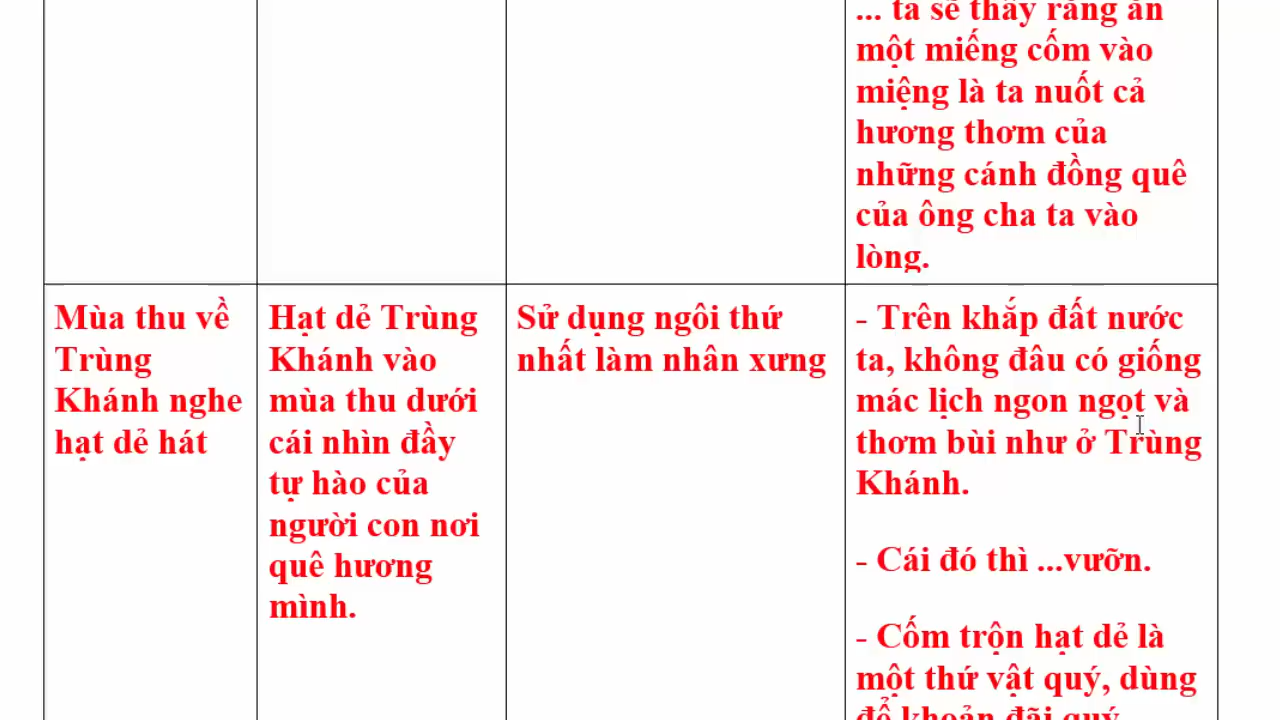 ... ta sẽ thấy rằng ăn
một miếng cốm vào
miệng là ta nuốt cả
hương thơm của
những cánh đồng quê
của ông cha ta vào
lòng.
Mùa thu về
Trùng
Khánh nghe
hạt dẻ hát
Hạt dẻ Trùng
Khánh vào
mùa thu dưới
cái nhìn đầy
tự hào của
người con nơi
quê hương
mình.
Sử dụng ngôi thứ
nhất làm nhân xưng
- Trên khắp đất nước
ta, không đâu có giống
mác lịch ngon ngọt và
thơm bùi như ở Trùng
Khánh.
- Cái đó thì ...vưỡn.
- Cốm trộn hạt dẻ là
một thứ vật quý, dùng
để khoản đãi quý